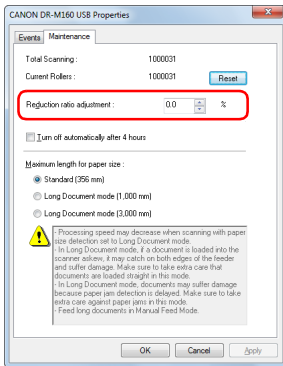 CANON DR-M160 USB Properties
Events Maintenance
Total Scanning : 1000031
Current Rollers : 1000031 Reset
Reduction ratio adjustment : 0.0 %
Turn off automatically after 4 hours
Maximum length for paper size :
Standard (356 mm)
Long Document mode (1,000 mm)
Long Document mode (3,000 mm)
- Processing speed may decrease when scanning with paper
size detection set to Long Document mode.
- In Long Document mode, if a document is loaded into the
scanner askew, it may catch on both edges of the feeder
and suffer damage. Make sure to take extra care that
documents are loaded straight in this mode.
- In Long Document mode, documents may suffer damage
because paper jam detection is delayed. Make sure to take
extra care against paper jams in this mode.
- Feed long documents in Manual Feed Mode.
OK Cancel Apply